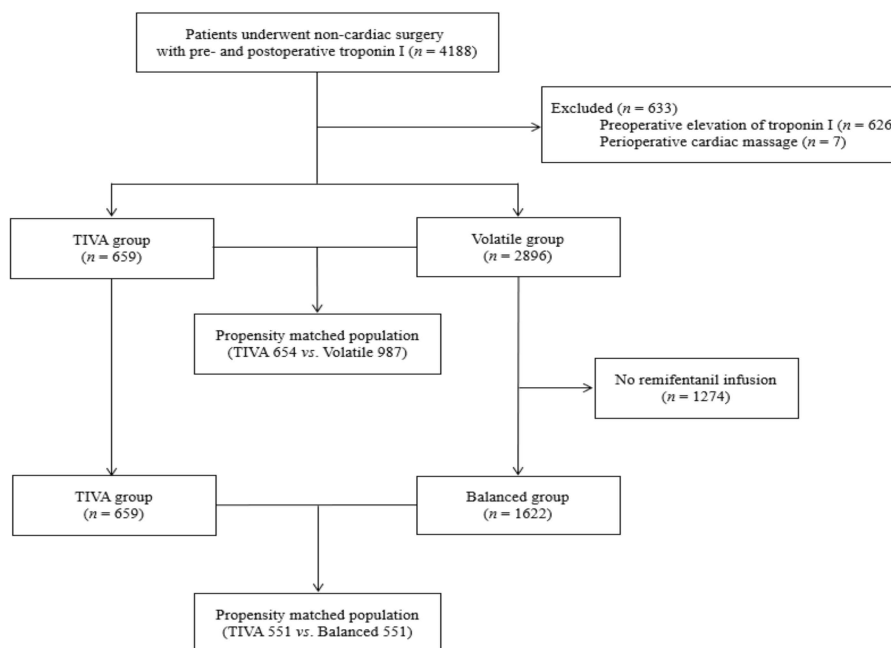 Patients underwent non-cardiac surgery
with pre- and postoperative troponin I (n = 4188)
Excluded (n = 633)
Preoperative elevation of troponin I (n = 626
Perioperative cardiac massage (n = 7)
TIVA group
(n = 659)
Volatile group
(n = 2896)
Propensity matched population
(TIVA 654 vs. Volatile 987)
No remifentanil infusion
(n = 1274)
TIVA group
(n = 659)
Balanced group
(n = 1622)
Propensity matched population
(TIVA 551 vs. Balanced 551)